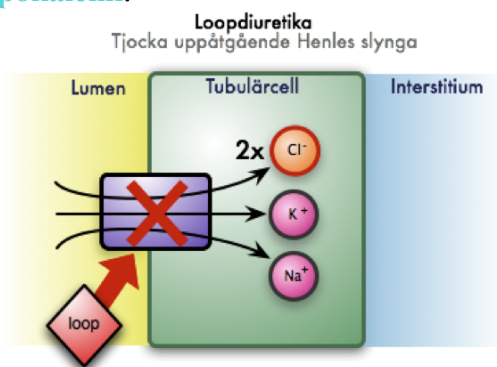 Loopdiuretika
Tjocka uppåtgående Henles slynga
Lumen
Tubulärcell
Interstitium
2x
Cl-
K+
Na+
loop